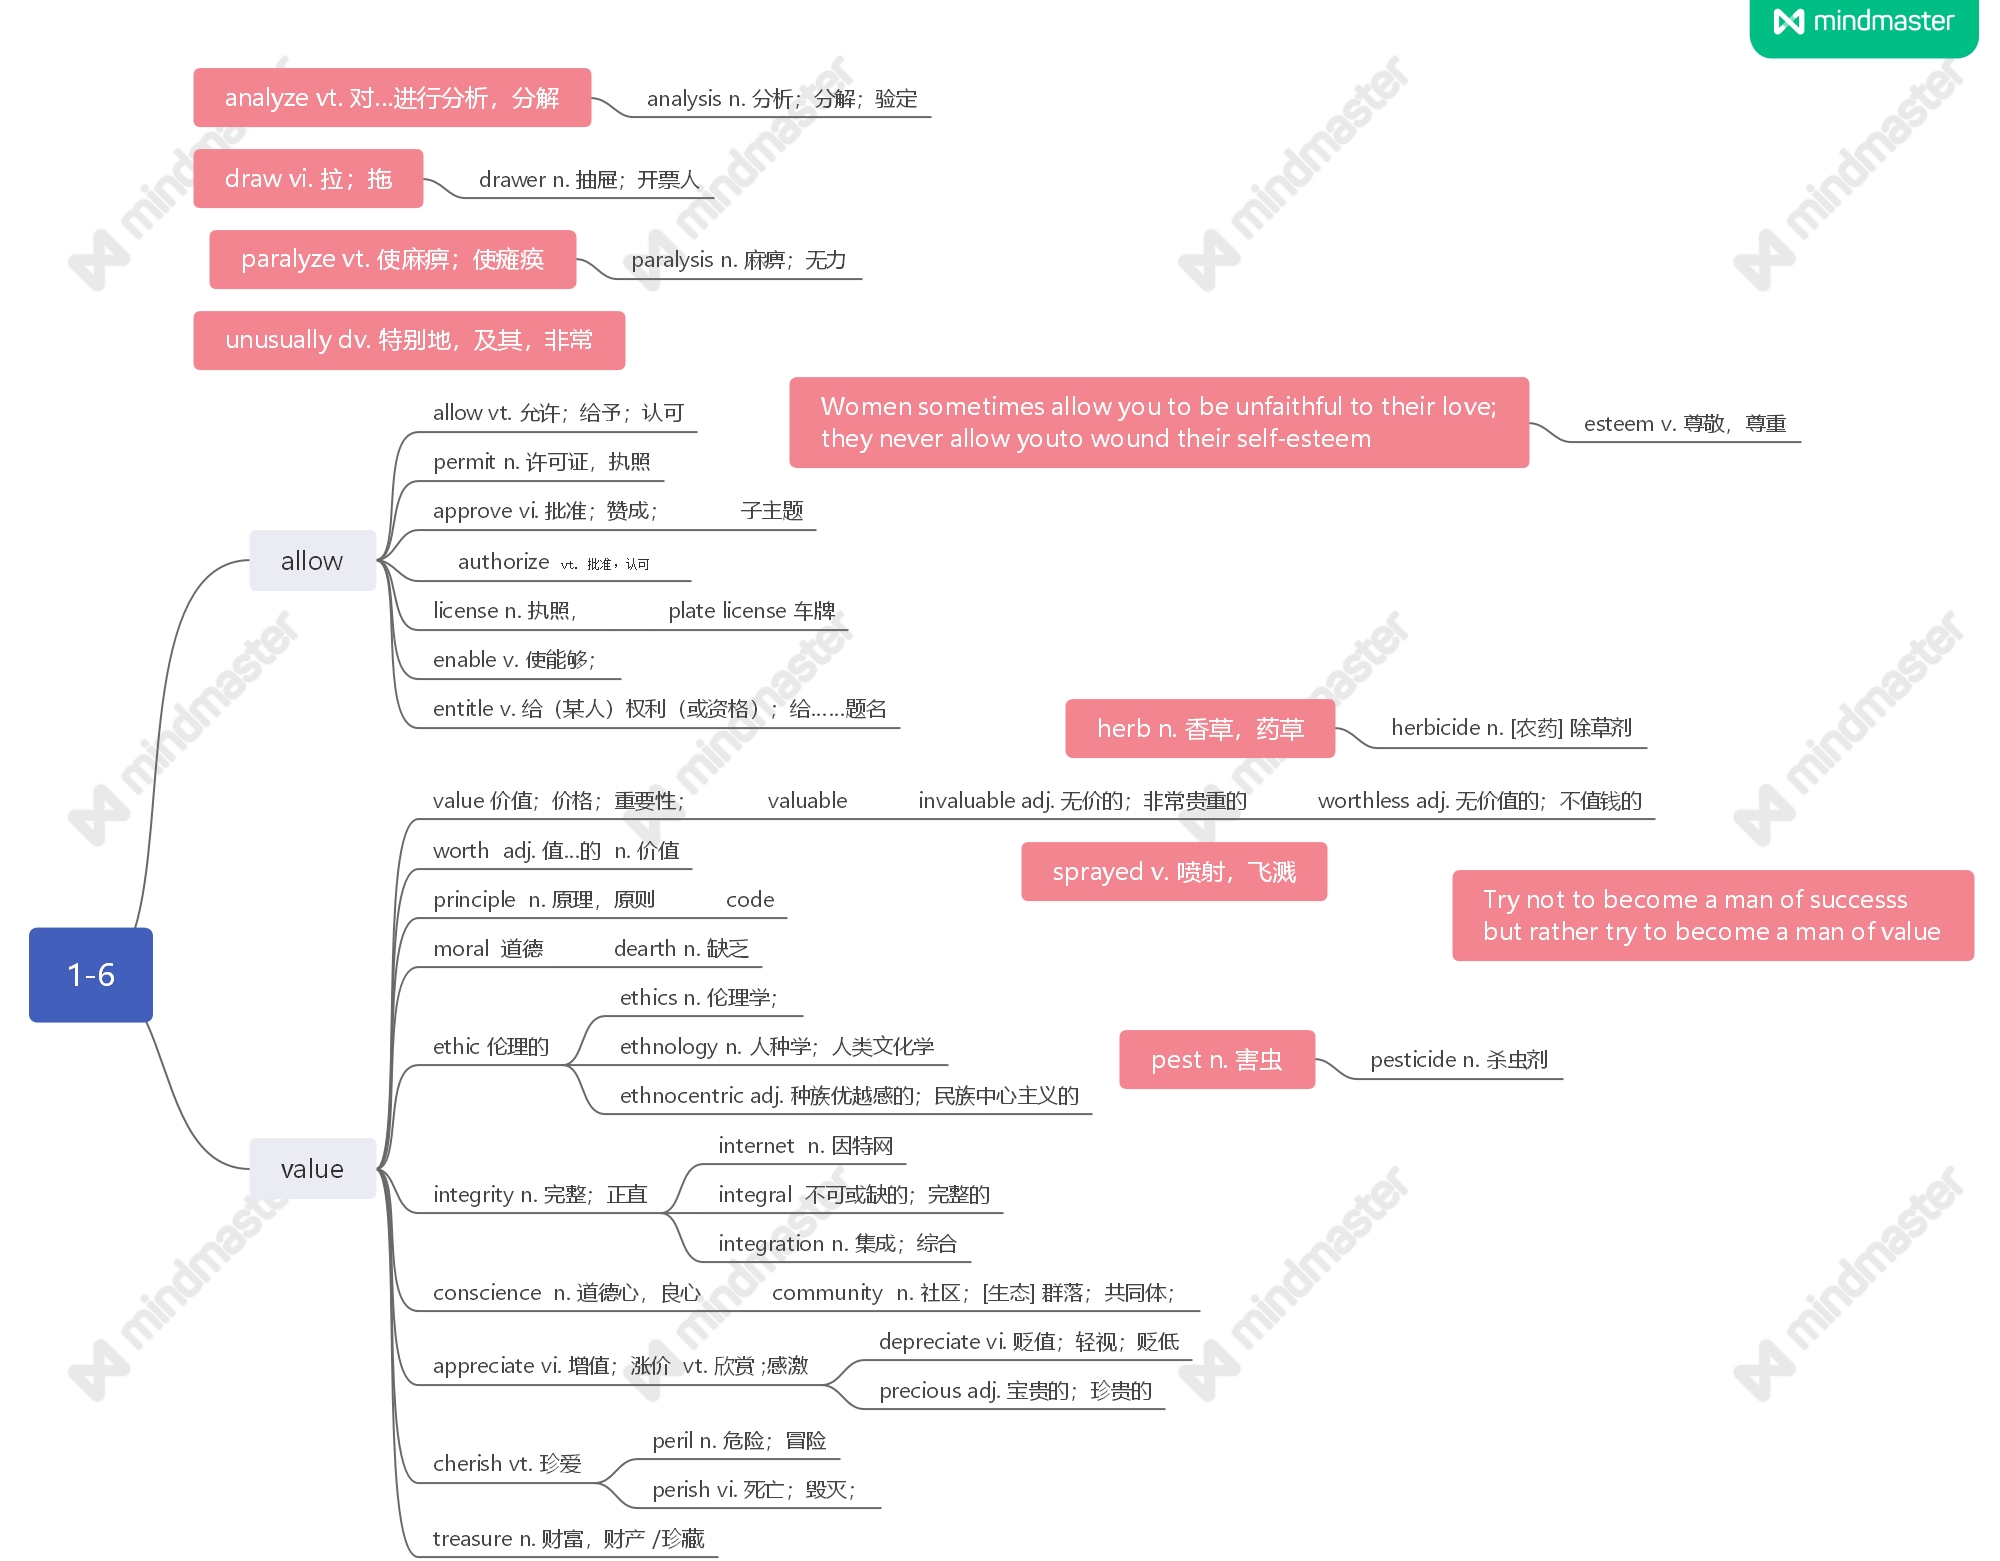 mindmaster
analyze vt. 对...进行分析，分解
analysis n. 分析；分解；验定
draw vi. 拉；拖
drawer n. 抽屉；开票人
paralyze vt. 使麻痹；使瘫痪
paralysis n. 麻痹；无力
unusually dv. 特别地，及其，非常
Women sometimes allow you to be unfaithful to their love;
they never allow youto wound their self-esteem
esteem v. 尊敬，尊重
1-6
allow
allow vt. 允许；给予；认可
permit n. 许可证，执照
approve vi. 批准；赞成； 子主题
authorize vt. 批准，认可
license n. 执照， plate license 车牌
enable v. 使能够；
entitle v. 给（某人）权利（或资格）；给……题名
herb n. 香草，药草
herbicide n. [农药] 除草剂
value
value 价值；价格；重要性； valuable invaluable adj. 无价的；非常贵重的 worthless adj. 无价值的；不值钱的
worth adj. 值...的 n. 价值
sprayed v. 喷射，飞溅
principle n. 原理，原则 code
Try not to become a man of successs
but rather try to become a man of value
moral 道德 dearth n. 缺乏
ethic 伦理的
ethics n. 伦理学；
ethnology n. 人种学；人类文化学
ethnocentric adj. 种族优越感的；民族中心主义的
pest n. 害虫
pesticide n. 杀虫剂
integrity n. 完整；正直
internet n. 因特网
integral 不可或缺的；完整的
integration n. 集成；综合
conscience n. 道德心，良心 community n. 社区；[生态] 群落；共同体；
appreciate vi. 增值；涨价 vt. 欣赏 ;感激
depreciate vi. 贬值；轻视；贬低
precious adj. 宝贵的；珍贵的
cherish vt. 珍爱
peril n. 危险；冒险
perish vi. 死亡；毁灭；
treasure n. 财富，财产 /珍藏
mindmaster
mindmaster
mindmaster
mindmaster
mindmaster
mindmaster
mindmaster
mindmaster
mindmaster
mindmaster
mindmaster
mindmaster